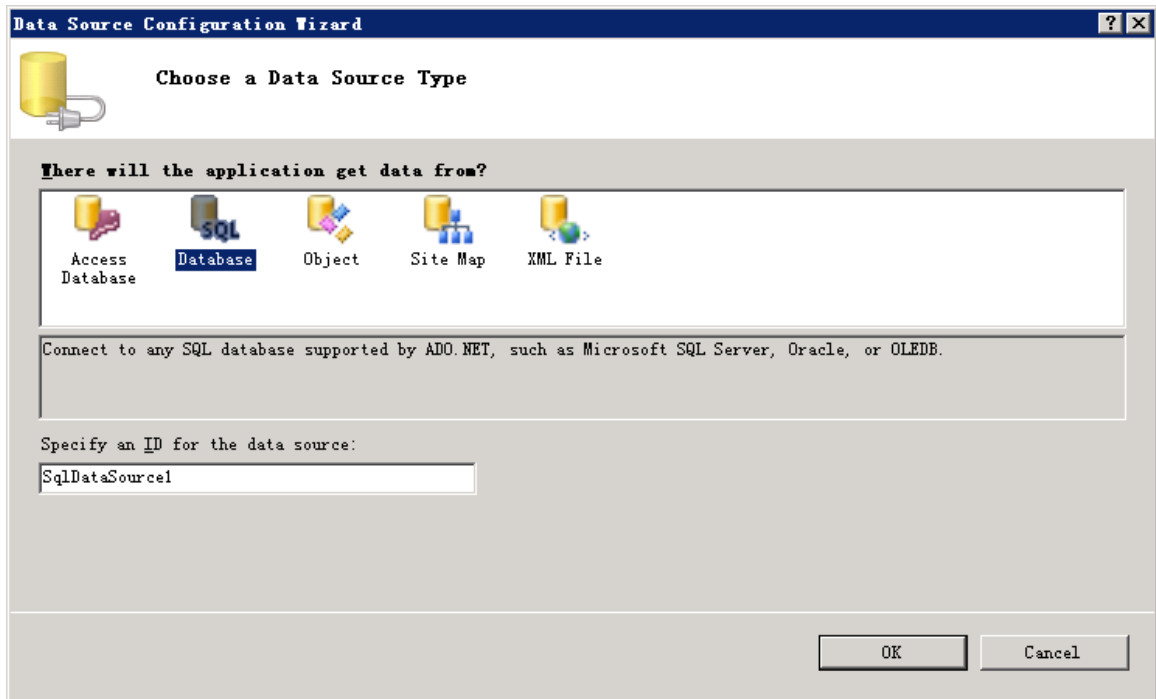 Data Source Configuration Wizard
Choose a Data Source Type
Where will the application get data from?
Access
Database
Database
Object
Site Map
XML File
SQL
Connect to any SQL database supported by ADO.NET, such as Microsoft SQL Server, Oracle, or OLEDB.
Specify an ID for the data source:
SqlDataSource1
OK
Cancel